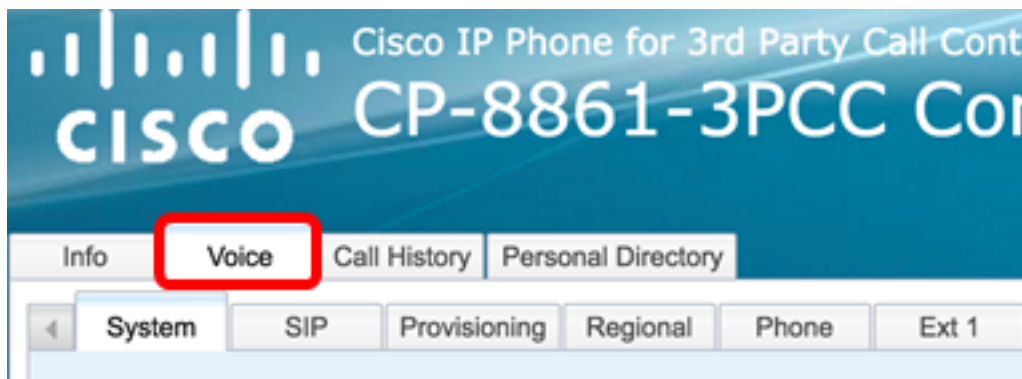 Cisco IP Phone for 3rd Party Call Cont
CISCO
CP-8861-3PCC Con
Info Voice Call History Personal Directory
System SIP Provisioning Regional Phone Ext 1